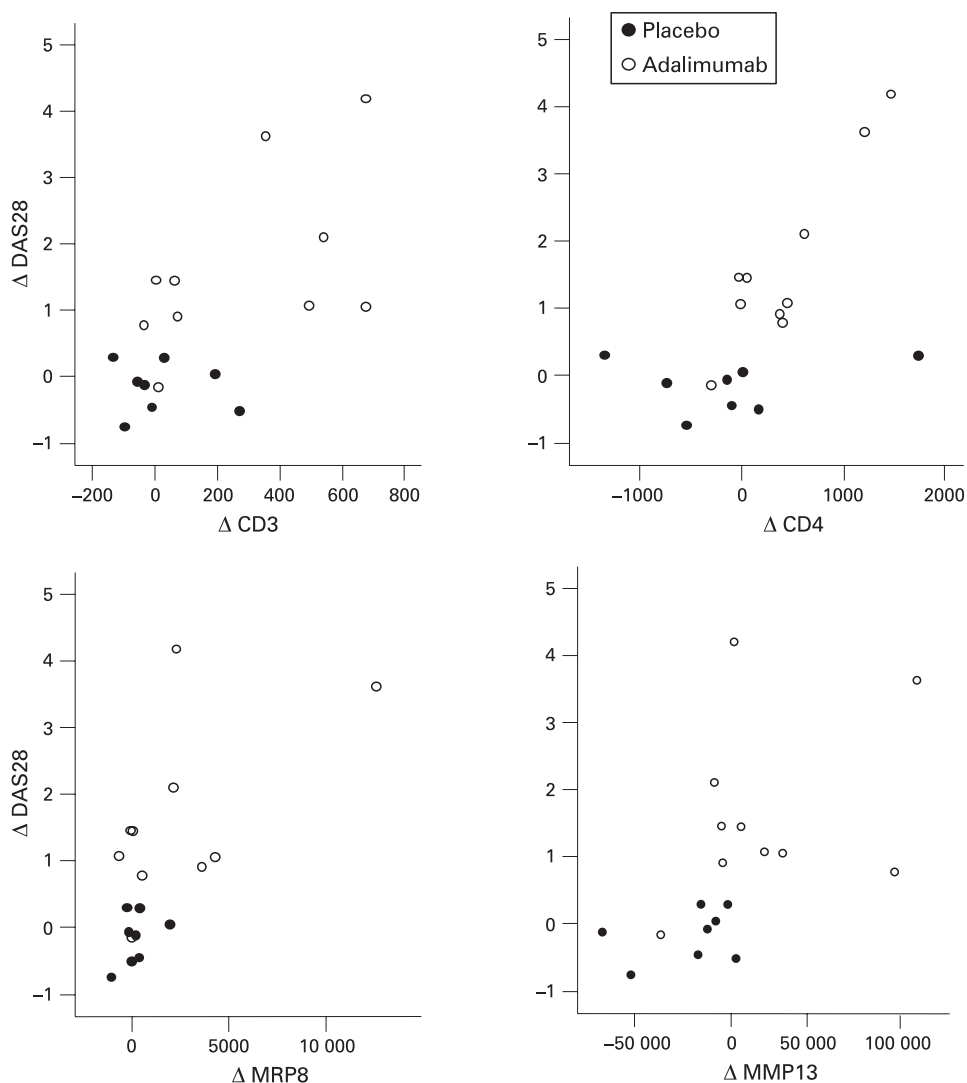 5
4
3
2
1
0
–1
Δ DAS28
–200 0 200 400 600 800
Δ CD3
Placebo
Adalimumab
5
4
3
2
1
0
–1
–1000 0 1000 2000
Δ CD4
5
4
3
2
1
0
–1
Δ DAS28
0 5000 10 000
Δ MRP8
5
4
3
2
1
0
–1
–50 000 0 50 000 100 000
Δ MMP13